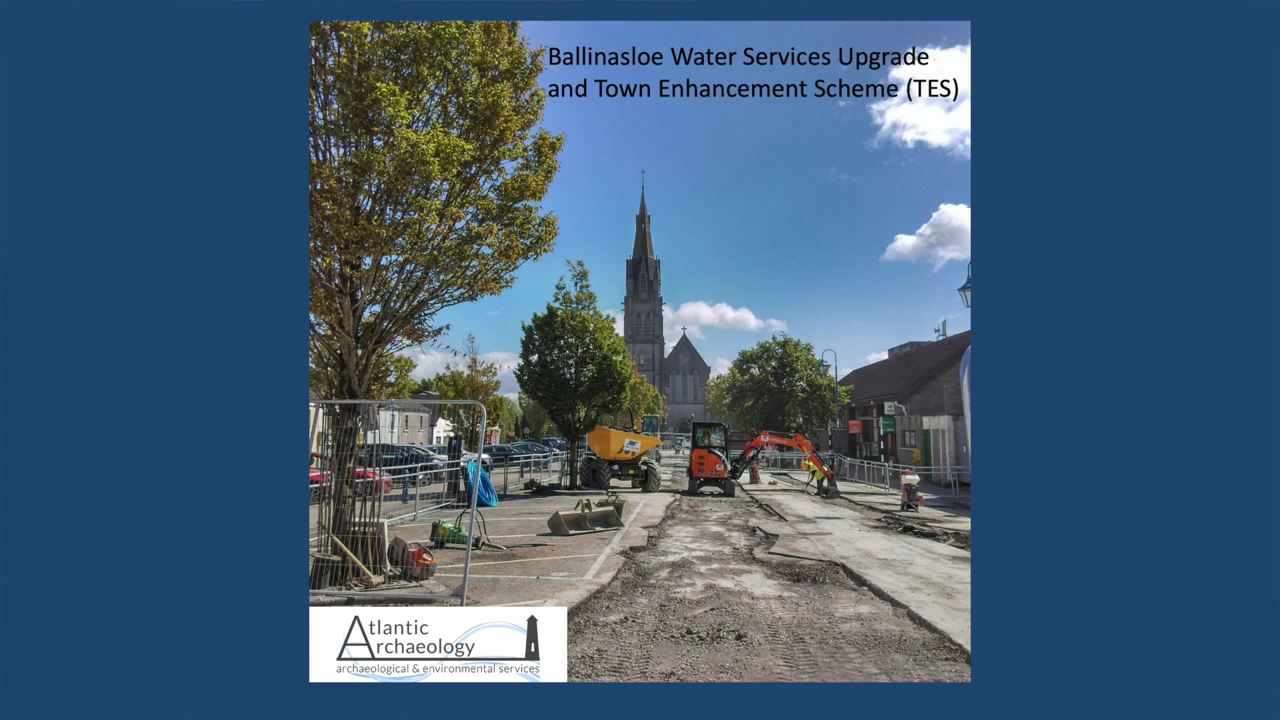 Ballinasloe Water Services Upgrade
and Town Enhancement Scheme (TES)
Atlantic
Archaeology
archaeological & environmental services